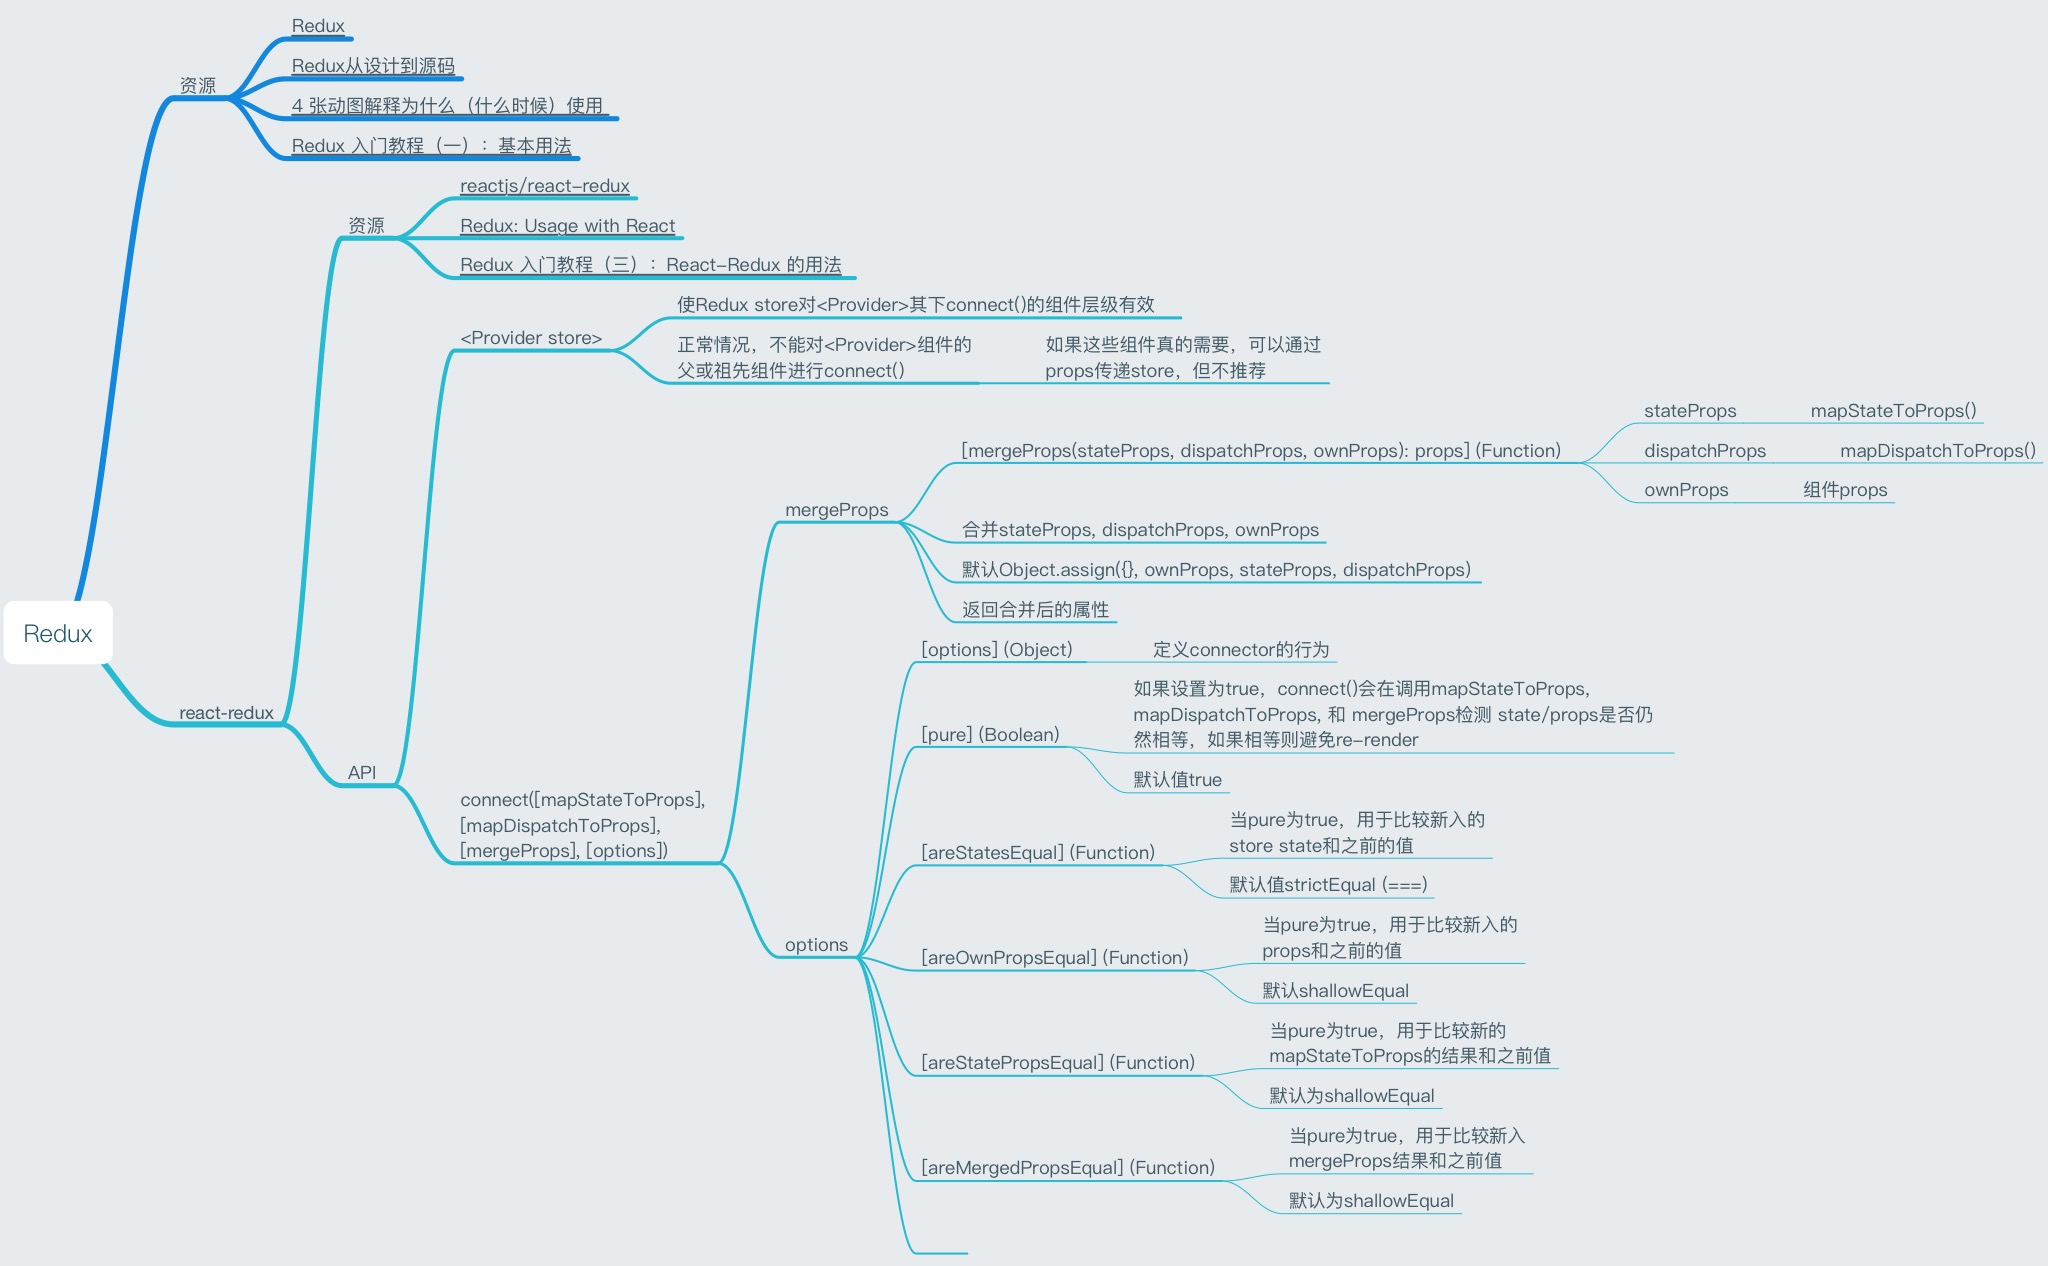 Redux
资源
Redux
Redux从设计到源码
4 张动图解释为什么（什么时候）使用
Redux 入门教程（一）：基本用法
react-redux
资源
reactjs/react-redux
Redux: Usage with React
Redux 入门教程（三）：React-Redux 的用法
API
<Provider store>
使Redux store对<Provider>其下connect()的组件层级有效
正常情况，不能对<Provider>组件的
父或祖先组件进行connect()
如果这些组件真的需要，可以通过
props传递store，但不推荐
connect([mapStateToProps],
[mapDispatchToProps],
[mergeProps], [options])
mergeProps
[mergeProps(stateProps, dispatchProps, ownProps): props] (Function)
stateProps
mapStateToProps()
dispatchProps
mapDispatchToProps()
ownProps
组件props
合并stateProps, dispatchProps, ownProps
默认Object.assign({}, ownProps, stateProps, dispatchProps)
返回合并后的属性
options
[options] (Object)
定义connector的行为
[pure] (Boolean)
如果设置为true，connect()会在调用mapStateToProps,
mapDispatchToProps, 和 mergeProps检测 state/props是否仍
然相等，如果相等则避免re-render
默认值true
[areStatesEqual] (Function)
当pure为true，用于比较新入的
store state和之前的值
默认值strictEqual (===)
[areOwnPropsEqual] (Function)
当pure为true，用于比较新入的
props和之前的值
默认shallowEqual
[areStatePropsEqual] (Function)
当pure为true，用于比较新的
mapStateToProps的结果和之前值
默认为shallowEqual
[areMergedPropsEqual] (Function)
当pure为true，用于比较新入
mergeProps结果和之前值
默认为shallowEqual